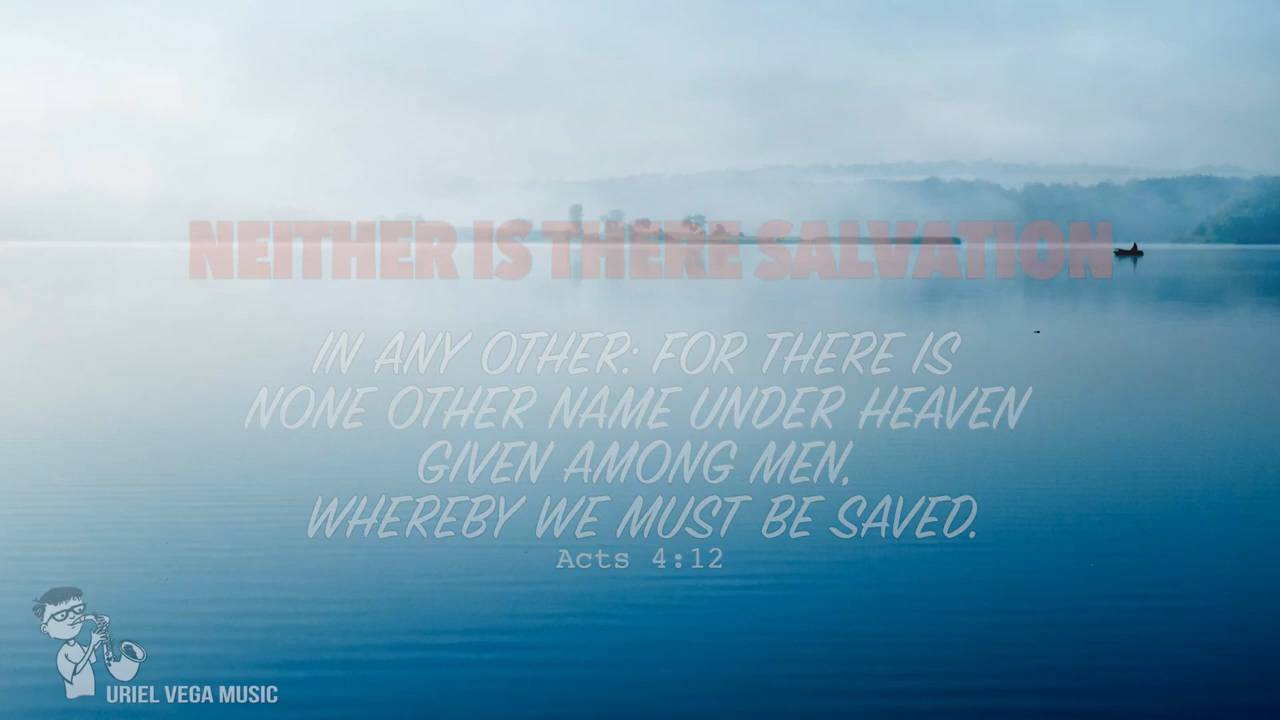 NEITHER IS THERE SALVATION
IN ANY OTHER: FOR THERE IS
NONE OTHER NAME UNDER HEAVEN
GIVEN AMONG MEN,
WHEREBY WE MUST BE SAVED.
Acts 4:12
URIEL VEGA MUSIC